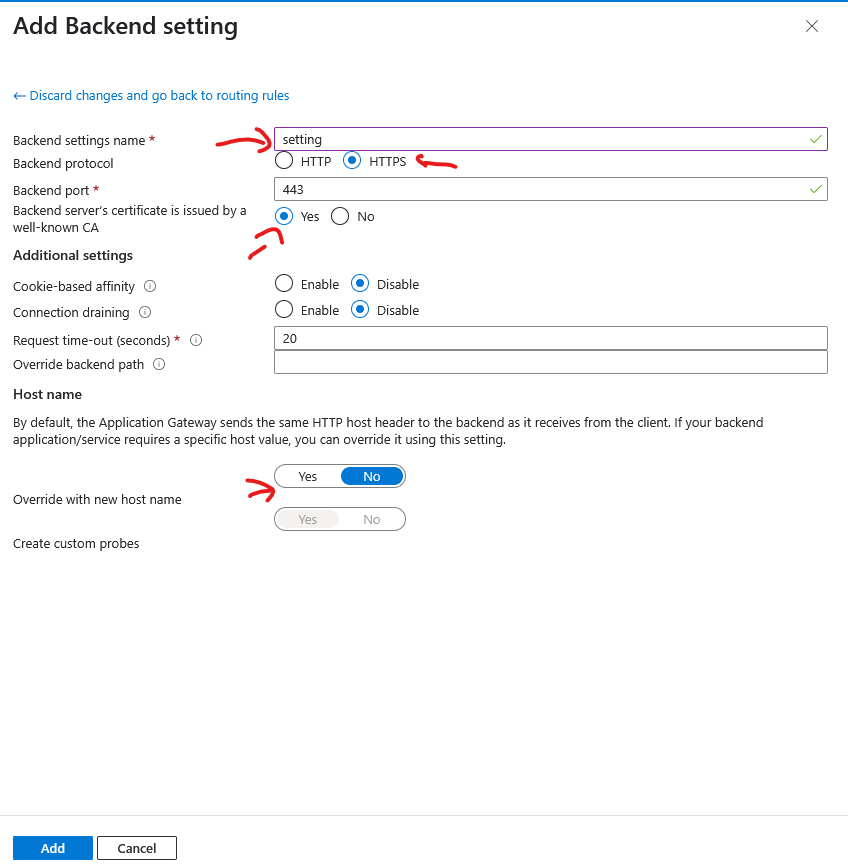 Add Backend setting
← Discard changes and go back to routing rules
Backend settings name *
setting
Backend protocol
HTTP HTTPS
Backend port *
443
Backend server's certificate is issued by a
well-known CA
Yes No
Additional settings
Cookie-based affinity
Enable Disable
Connection draining
Enable Disable
Request time-out (seconds) *
20
Override backend path
Host name
By default, the Application Gateway sends the same HTTP host header to the backend as it receives from the client. If your backend
application/service requires a specific host value, you can override it using this setting.
Yes No
Override with new host name
Yes No
Create custom probes
Add Cancel